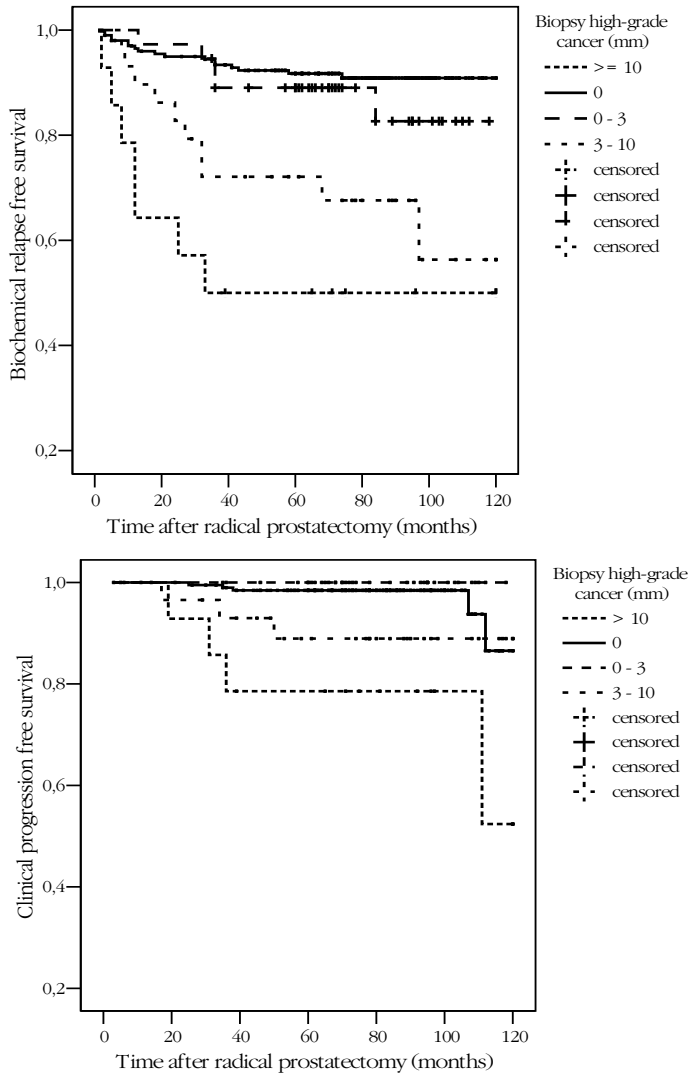 Biopsy high-grade
cancer (mm)
>= 10
0
0 - 3
3 - 10
censored
censored
censored
censored
Biochemical relapse free survival
1,0
0,8
0,6
0,4
0,2
0 20 40 60 80 100 120
Time after radical prostatectomy (months)
Biopsy high-grade
cancer (mm)
> 10
0
0 - 3
3 - 10
censored
censored
censored
censored
Clinical progression free survival
1,0
0,8
0,6
0,4
0,2
0 20 40 60 80 100 120
Time after radical prostatectomy (months)